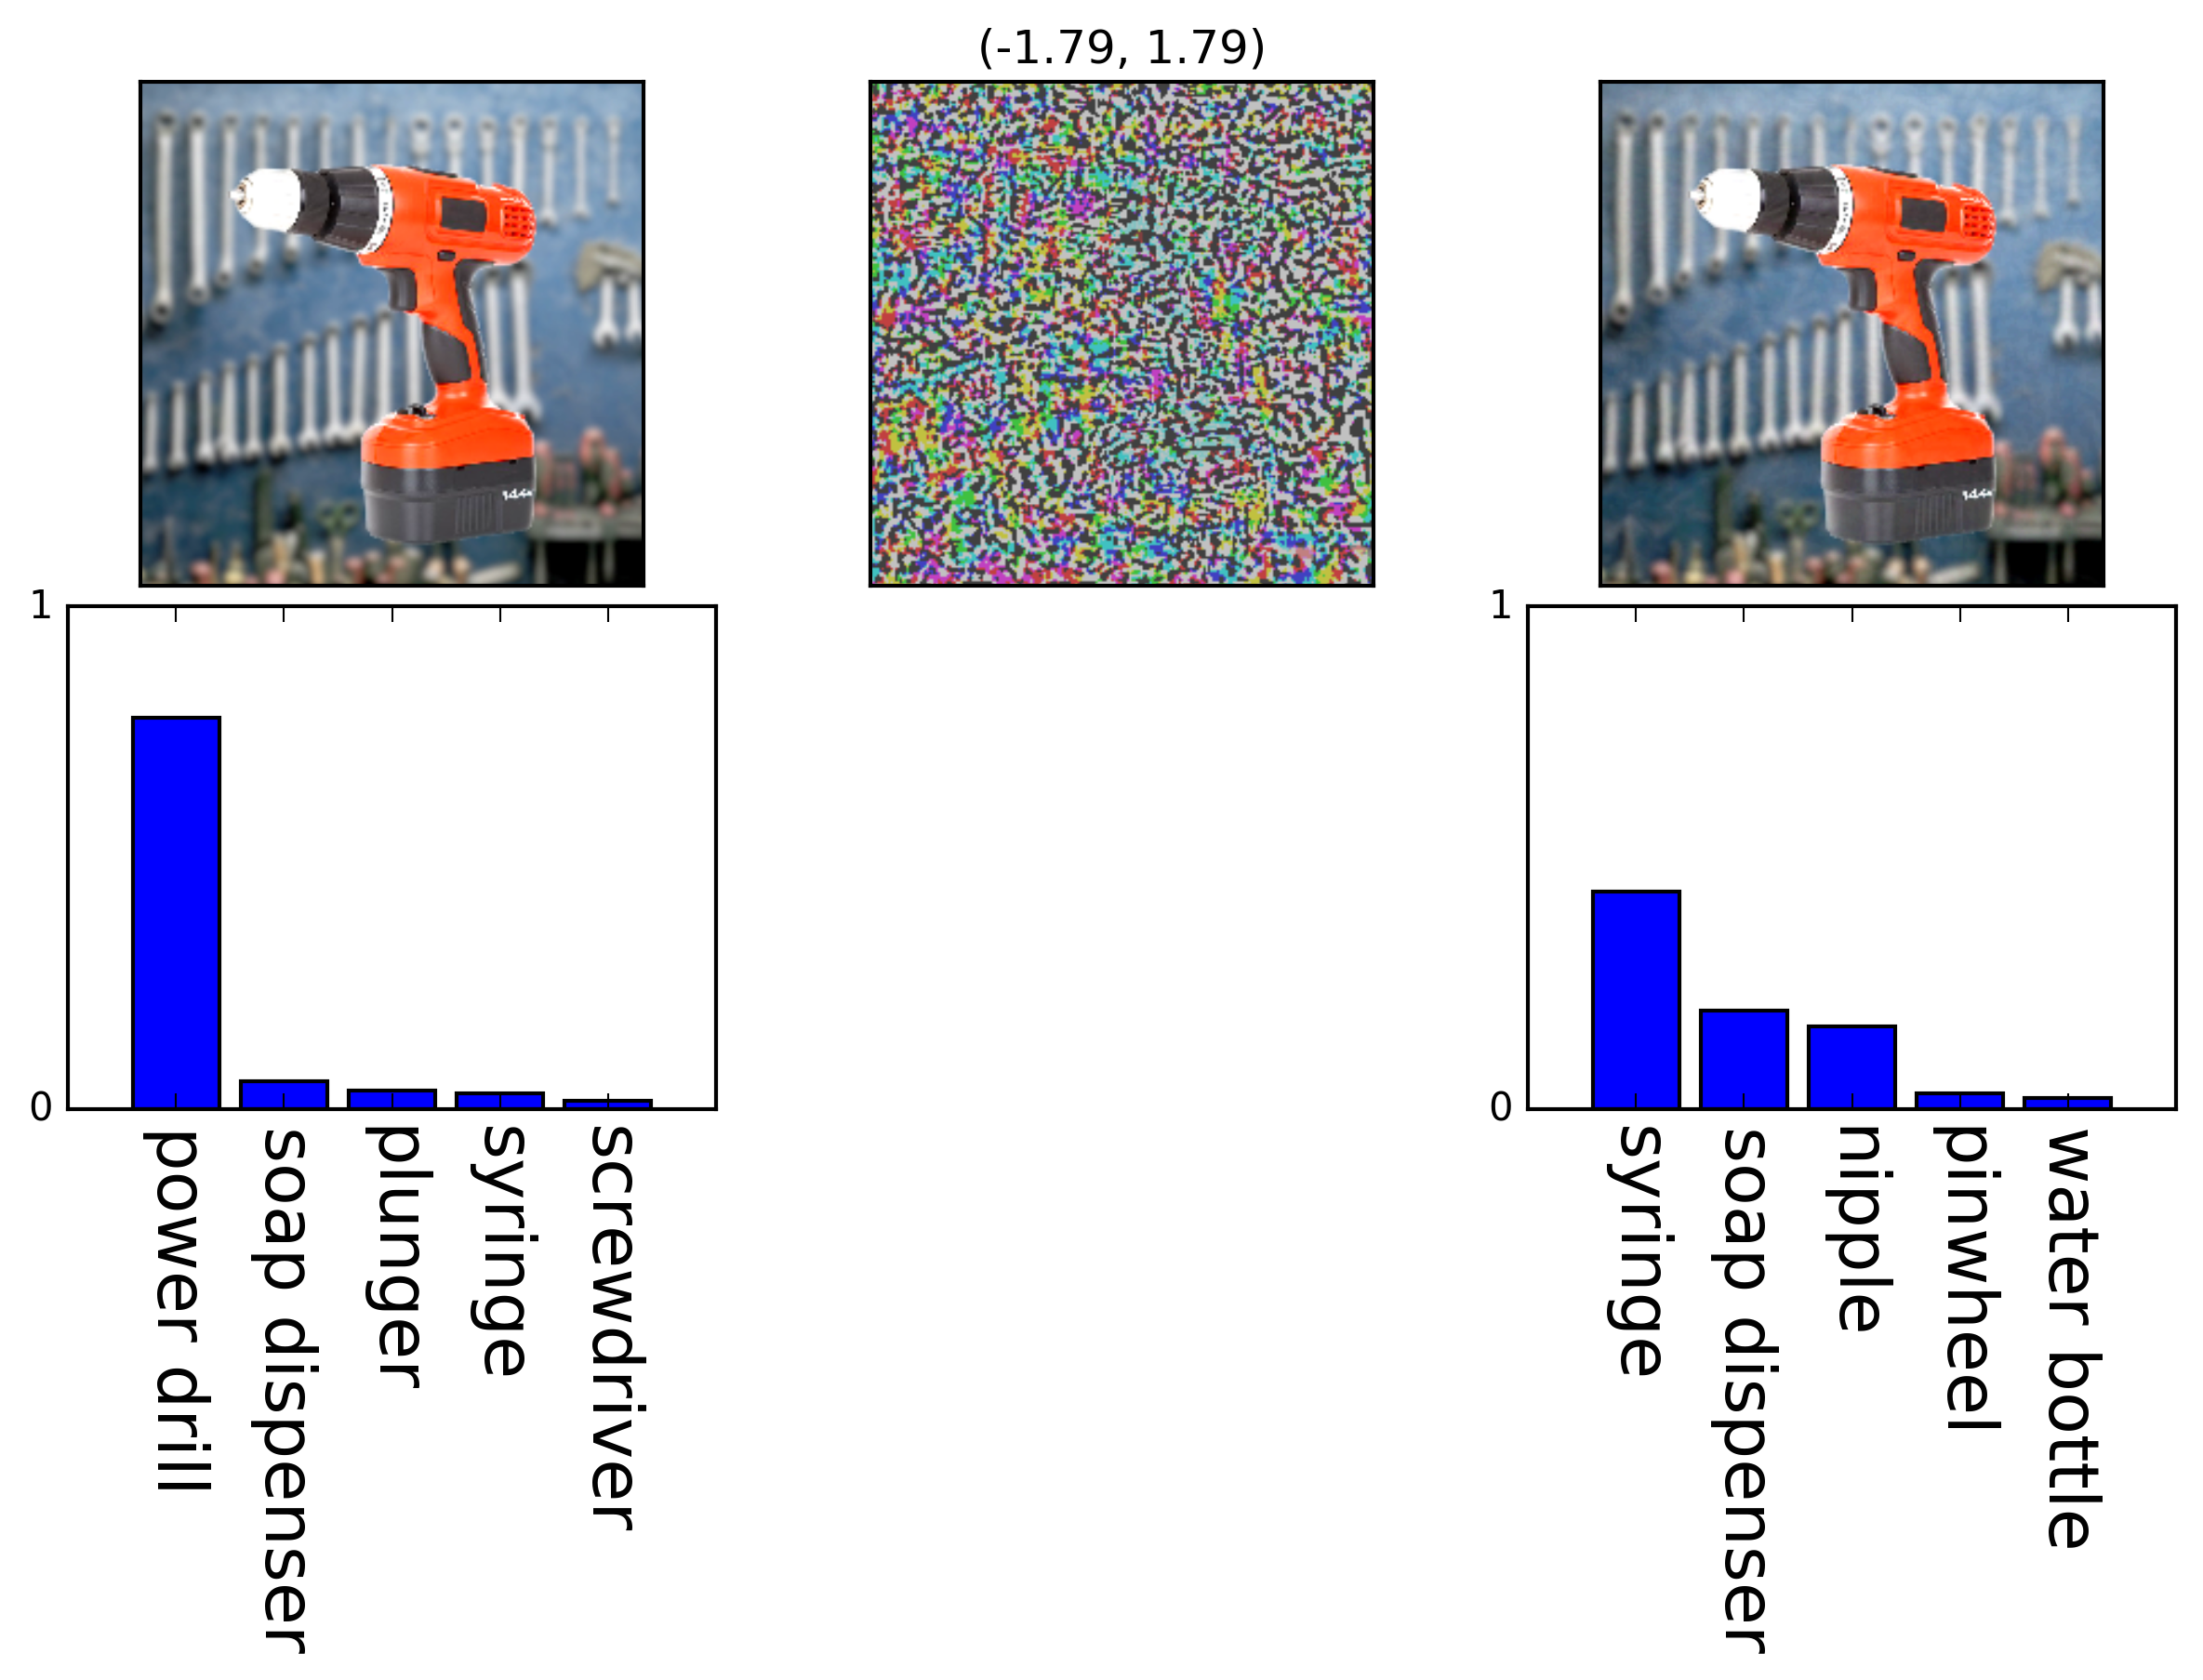 (-1.79, 1.79)
1
0
power drill
soap dispenser
plunger
syringe
screwdriver
1
0
syringe
soap dispenser
nipple
pinwheel
water bottle